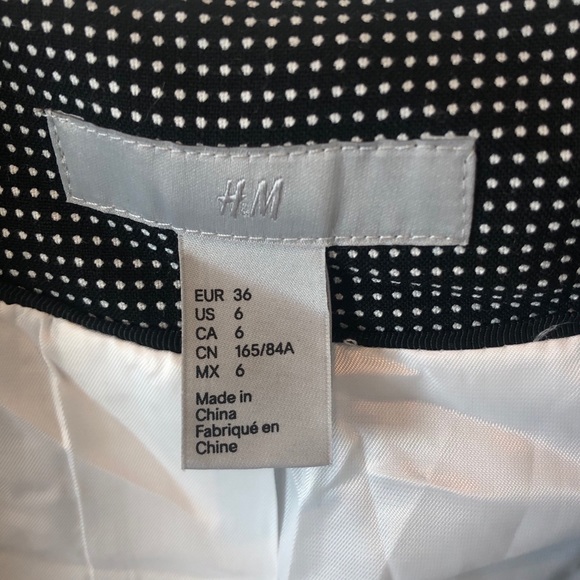 H&M
EUR 36
US 6
CA 6
CN 165/84A
MX 6
Made in
China
Fabriqué en
Chine